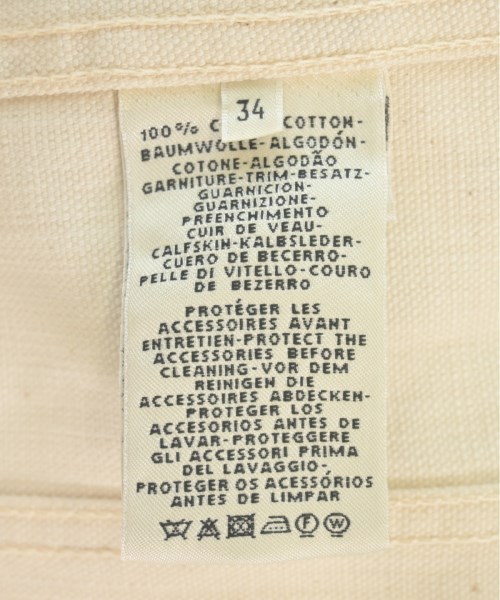 34
100% C COTTON-
BAUMWOLLE-ALGODÓN-
COTONE-ALGODÃO
GARNITURE-TRIM-BESATZ-
GUARNICIÓN-
GUARNIZIONE-
PREENCHIMENTO
CUIR DE VEAU-
CALFSKIN-KALBSLEDER-
CUERO DE BECERRO-
PELLE DI VITELLO-COURO
DE BEZERRO
PROTÉGER LES
ACCESSOIRES AVANT
ENTRETIEN-PROTECT THE
ACCESSORIES BEFORE
CLEANING-VOR DEM
REINIGEN DIE
ACCESSOIRES ABDECKEN-
PROTEGER LOS
ACCESORIOS ANTES DE
LAVAR-PROTEGGERE
GLI ACCESSORI PRIMA
DEL LAVAGGIO-
PROTEGER OS ACESSÓRIOS
ANTES DE LIMPAR
F W